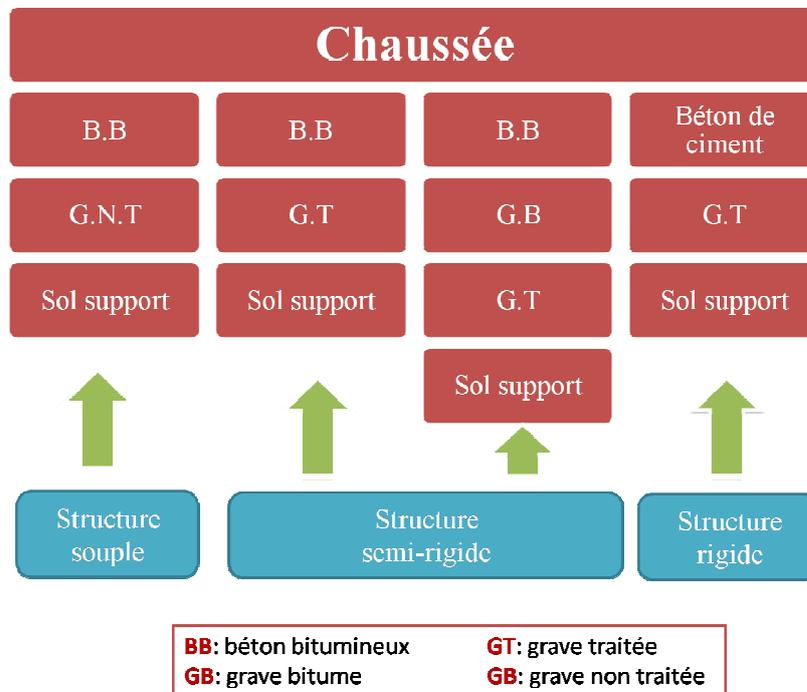 Chaussée
B.B
B.B
B.B
Béton de
ciment
G.N.T
G.T
G.B
G.T
Sol support
Sol support
G.T
Sol support
Sol support
Structure
souple
Structure
semi-rigide
Structure
rigide
BB: béton bitumineux
GT: grave traitée
GB: grave bitume
GB: grave non traitée